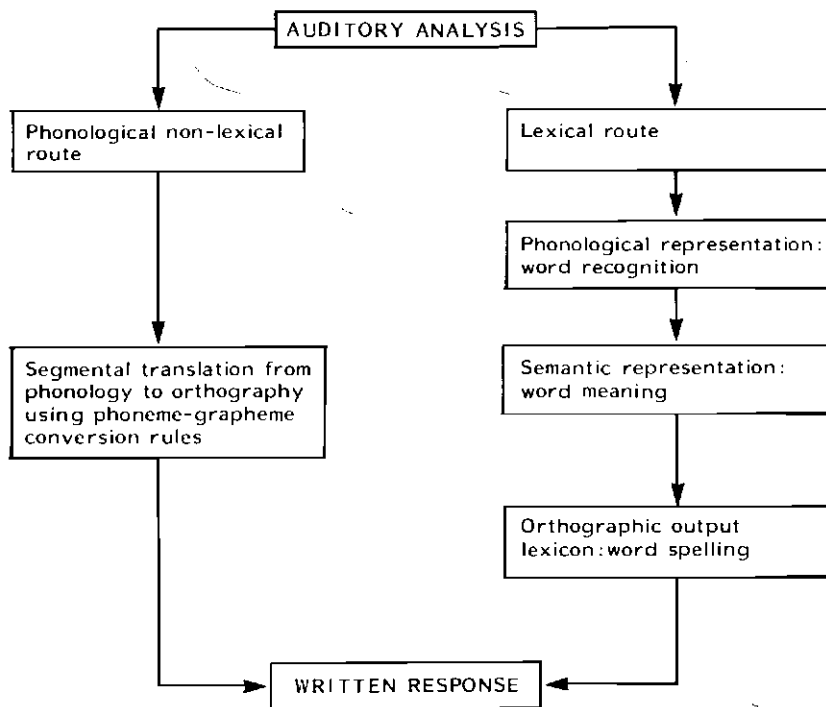 AUDITORY ANALYSIS
Phonological non-lexical
route
Lexical route
Phonological representation:
word recognition
Segmental translation from
phonology to orthography
using phoneme-grapheme
conversion rules
Semantic representation:
word meaning
Orthographic output
lexicon:word spelling
WRITTEN RESPONSE